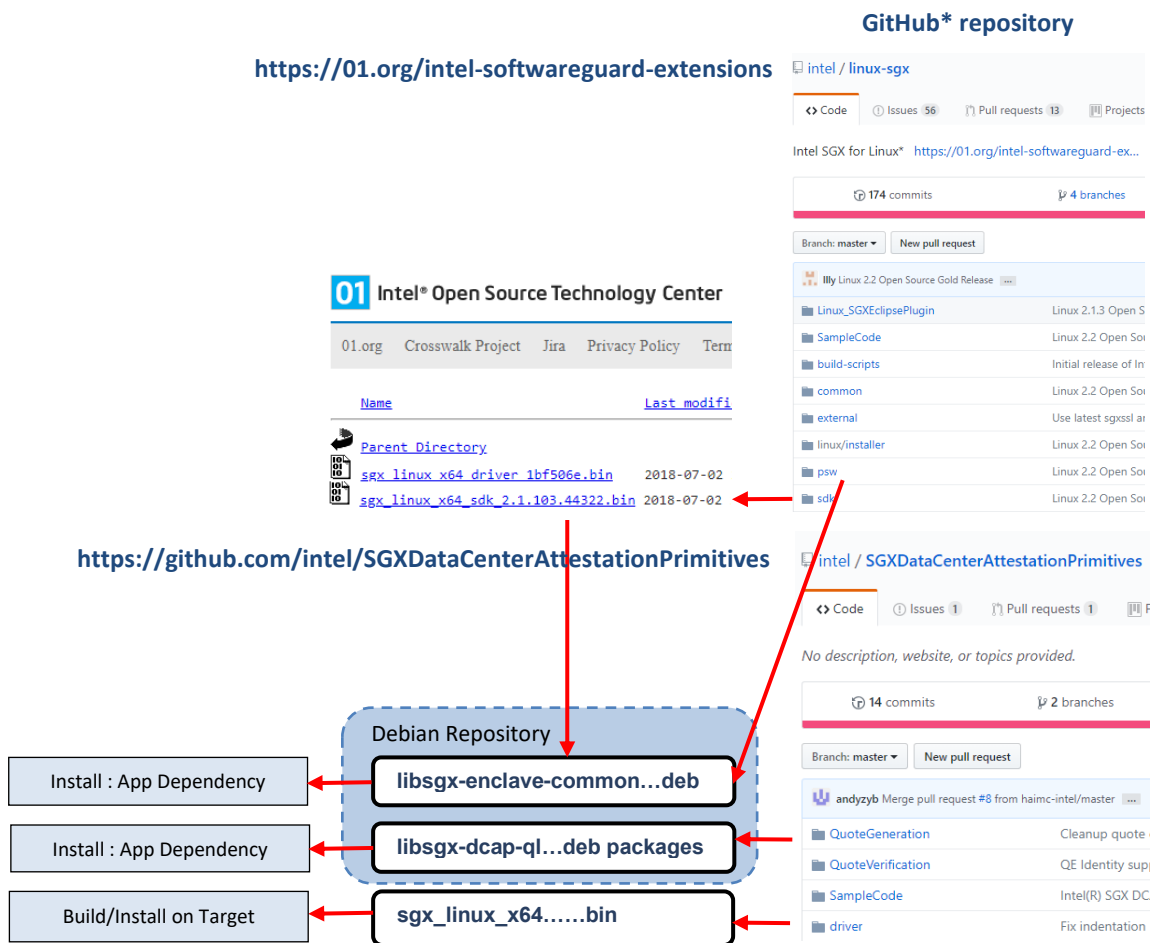 GitHub* repository
https://01.org/intel-softwareguard-extensions
intel / linux-sgx
Code Issues 56 Pull requests 13 Projects
Intel SGX for Linux* https://01.org/intel-softwareguard-ex...
174 commits 4 branches
Branch: master New pull request
llly Linux 2.2 Open Source Gold Release ...
Linux_SGXEclipsePlugin Linux 2.1.3 Open S
SampleCode Linux 2.2 Open Sou
build-scripts Initial release of In
common Linux 2.2 Open Sou
external Use latest sgxssl an
linux/installer Linux 2.2 Open Sou
psw Linux 2.2 Open Sou
sdk Linux 2.2 Open Sou
01 Intel® Open Source Technology Center
01.org Crosswalk Project Jira Privacy Policy Term
Name Last modifi
Parent Directory
sgx_linux_x64_driver_1bf506e.bin 2018-07-02
sgx_linux_x64_sdk_2.1.103.44322.bin 2018-07-02
https://github.com/intel/SGXDataCenterAttestationPrimitives
intel / SGXDataCenterAttestationPrimitives
Code Issues 1 Pull requests 1 P
No description, website, or topics provided.
14 commits 2 branches
Branch: master New pull request
andyzyb Merge pull request #8 from haimc-intel/master ...
QuoteGeneration Cleanup quote
QuoteVerification QE Identity supp
SampleCode Intel(R) SGX DC
driver Fix indentation
Debian Repository
Install : App Dependency
libsgx-enclave-common...deb
Install : App Dependency
libsgx-dcap-ql...deb packages
Build/Install on Target
sgx_linux_x64......bin